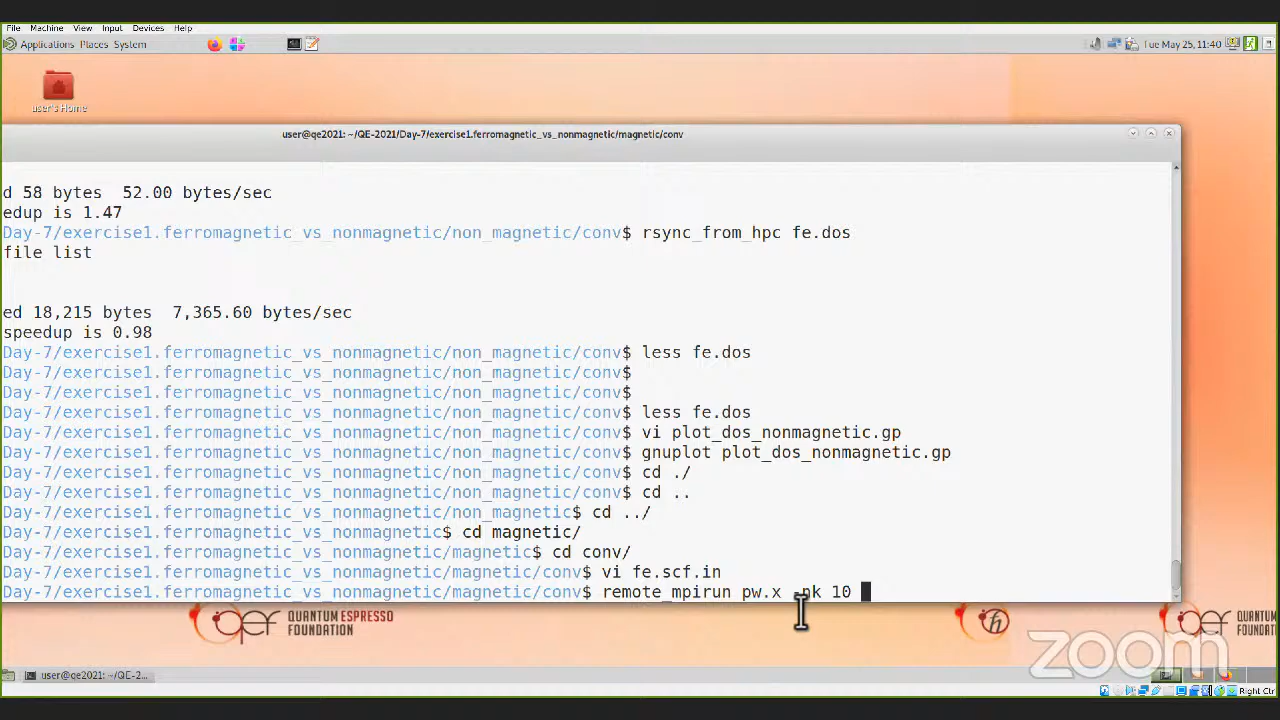 File Machine View Input Devices Help
Applications Places System
Tue May 25, 11:40
user's Home
user@qe2021: ~/QE-2021/Day-7/exercise1.ferromagnetic_vs_nonmagnetic/magnetic/conv
d 58 bytes 52.00 bytes/sec
edup is 1.47
Day-7/exercise1.ferromagnetic_vs_nonmagnetic/non_magnetic/conv$ rsync_from_hpc fe.dos
file list
ed 18,215 bytes 7,365.60 bytes/sec
speedup is 0.98
Day-7/exercise1.ferromagnetic_vs_nonmagnetic/non_magnetic/conv$ less fe.dos
Day-7/exercise1.ferromagnetic_vs_nonmagnetic/non_magnetic/conv$
Day-7/exercise1.ferromagnetic_vs_nonmagnetic/non_magnetic/conv$
Day-7/exercise1.ferromagnetic_vs_nonmagnetic/non_magnetic/conv$ less fe.dos
Day-7/exercise1.ferromagnetic_vs_nonmagnetic/non_magnetic/conv$ vi plot_dos_nonmagnetic.gp
Day-7/exercise1.ferromagnetic_vs_nonmagnetic/non_magnetic/conv$ gnuplot plot_dos_nonmagnetic.gp
Day-7/exercise1.ferromagnetic_vs_nonmagnetic/non_magnetic/conv$ cd ./
Day-7/exercise1.ferromagnetic_vs_nonmagnetic/non_magnetic/conv$ cd ..
Day-7/exercise1.ferromagnetic_vs_nonmagnetic/non_magnetic$ cd ../
Day-7/exercise1.ferromagnetic_vs_nonmagnetic$ cd magnetic/
Day-7/exercise1.ferromagnetic_vs_nonmagnetic/magnetic$ cd conv/
Day-7/exercise1.ferromagnetic_vs_nonmagnetic/magnetic/conv$ vi fe.scf.in
Day-7/exercise1.ferromagnetic_vs_nonmagnetic/magnetic/conv$ remote_mpirun pw.x -nk 10
QUANTUM ESPRESSO
FOUNDATION
QUANTUM
FOUND
zoom
user@qe2021: ~/QE-2...
Right Ctr